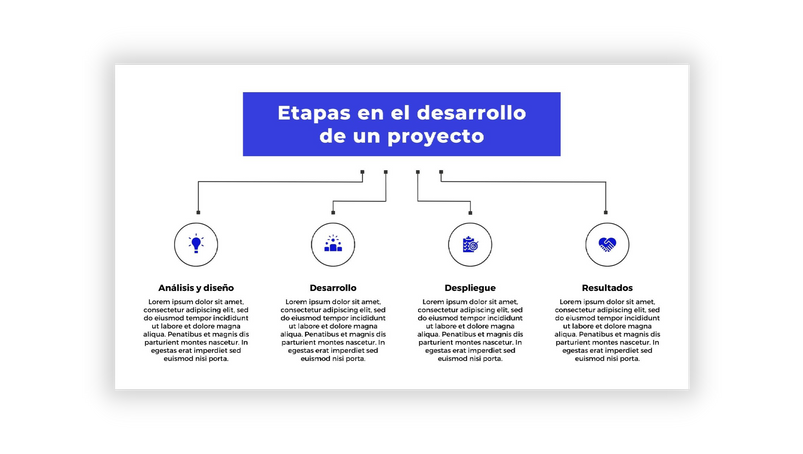 Etapas en el desarrollo
de un proyecto
Análisis y diseño
Lorem ipsum dolor sit amet,
consectetur adipiscing elit, sed
do eiusmod tempor incididunt
ut labore et dolore magna
aliqua. Penatibus et magnis dis
parturient montes nascetur. In
egestas erat imperdiet sed
euismod nisi porta.
Desarrollo
Lorem ipsum dolor sit amet,
consectetur adipiscing elit, sed
do eiusmod tempor incididunt
ut labore et dolore magna
aliqua. Penatibus et magnis dis
parturient montes nascetur. In
egestas erat imperdiet sed
euismod nisi porta.
Despliegue
Lorem ipsum dolor sit amet,
consectetur adipiscing elit, sed
do eiusmod tempor incididunt
ut labore et dolore magna
aliqua. Penatibus et magnis dis
parturient montes nascetur. In
egestas erat imperdiet sed
euismod nisi porta.
Resultados
Lorem ipsum dolor sit amet,
consectetur adipiscing elit, sed
do eiusmod tempor incididunt
ut labore et dolore magna
aliqua. Penatibus et magnis dis
parturient montes nascetur. In
egestas erat imperdiet sed
euismod nisi porta.